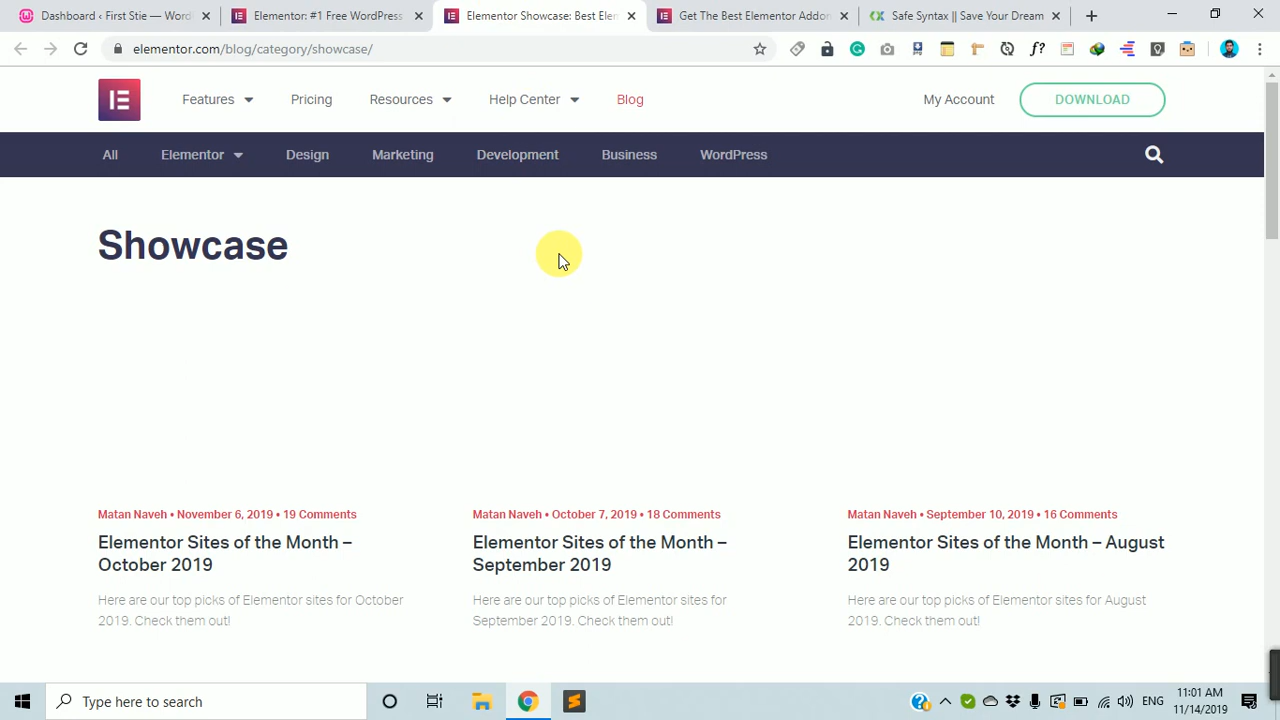 Dashboard ‹ First Stie — Wor
Elementor: #1 Free WordPress
Elementor Showcase: Best Ele
Get The Best Elementor Addon
Safe Syntax || Save Your Dream
elementor.com/blog/category/showcase/
Features
Pricing
Resources
Help Center
Blog
My Account
DOWNLOAD
All
Elementor
Design
Marketing
Development
Business
WordPress
Showcase
Matan Naveh • November 6, 2019 • 19 Comments
Elementor Sites of the Month –
October 2019
Here are our top picks of Elementor sites for October
2019. Check them out!
Matan Naveh • October 7, 2019 • 18 Comments
Elementor Sites of the Month –
September 2019
Here are our top picks of Elementor sites for
September 2019. Check them out!
Matan Naveh • September 10, 2019 • 16 Comments
Elementor Sites of the Month – August
2019
Here are our top picks of Elementor sites for August
2019. Check them out!
Type here to search
ENG
11:01 AM
11/14/2019